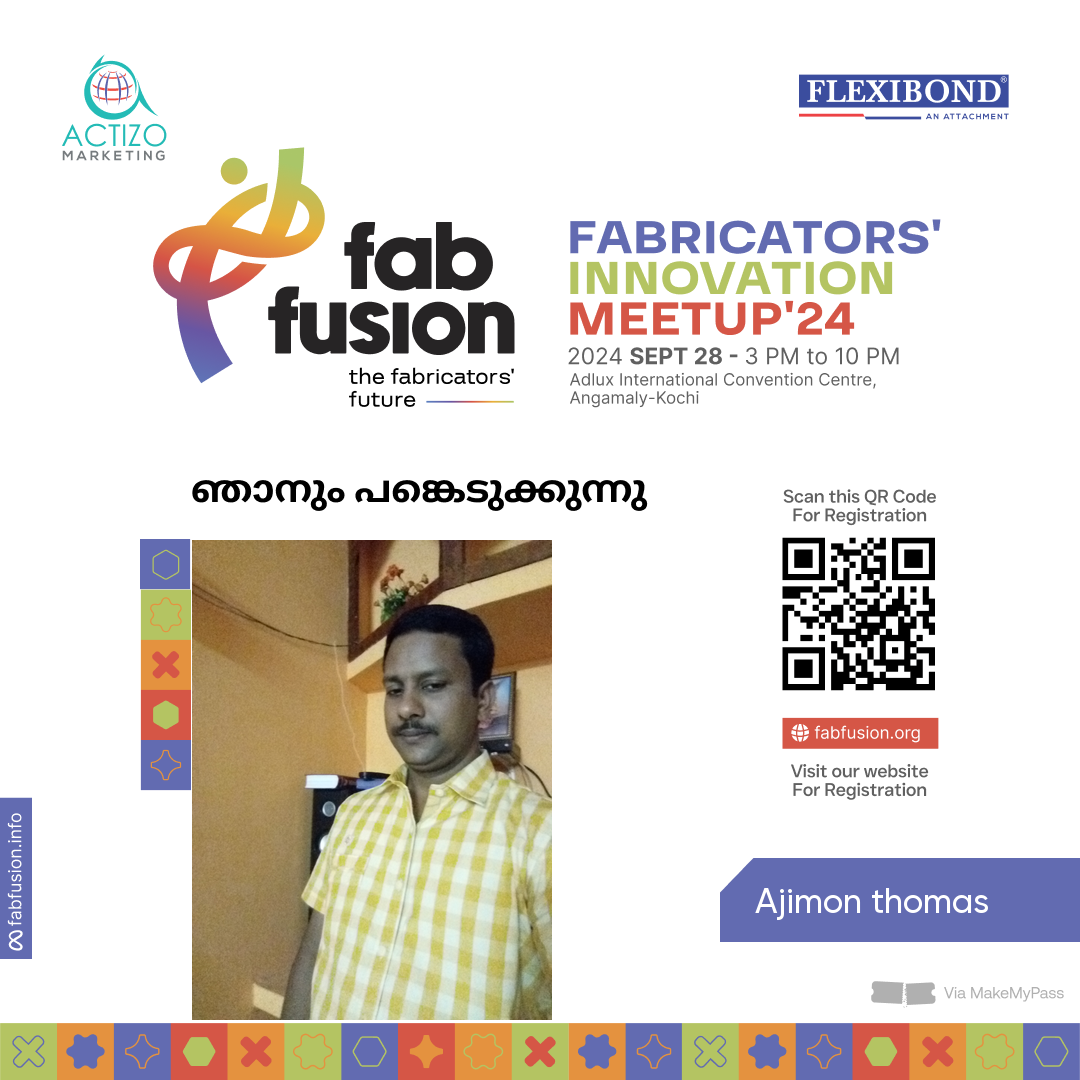 ACTIZO
MARKETING
FLEXIBOND®
AN ATTACHMENT
fab
fusion
the fabricators'
future
FABRICATORS'
INNOVATION
MEETUP'24
2024 SEPT 28 - 3 PM to 10 PM
Adlux International Convention Centre,
Angamaly-Kochi
ഞാനും പങ്കെടുക്കുന്നു
Scan this QR Code
For Registration
fabfusion.org
Visit our website
For Registration
fabfusion.info
Ajimon thomas
Via MakeMyPass